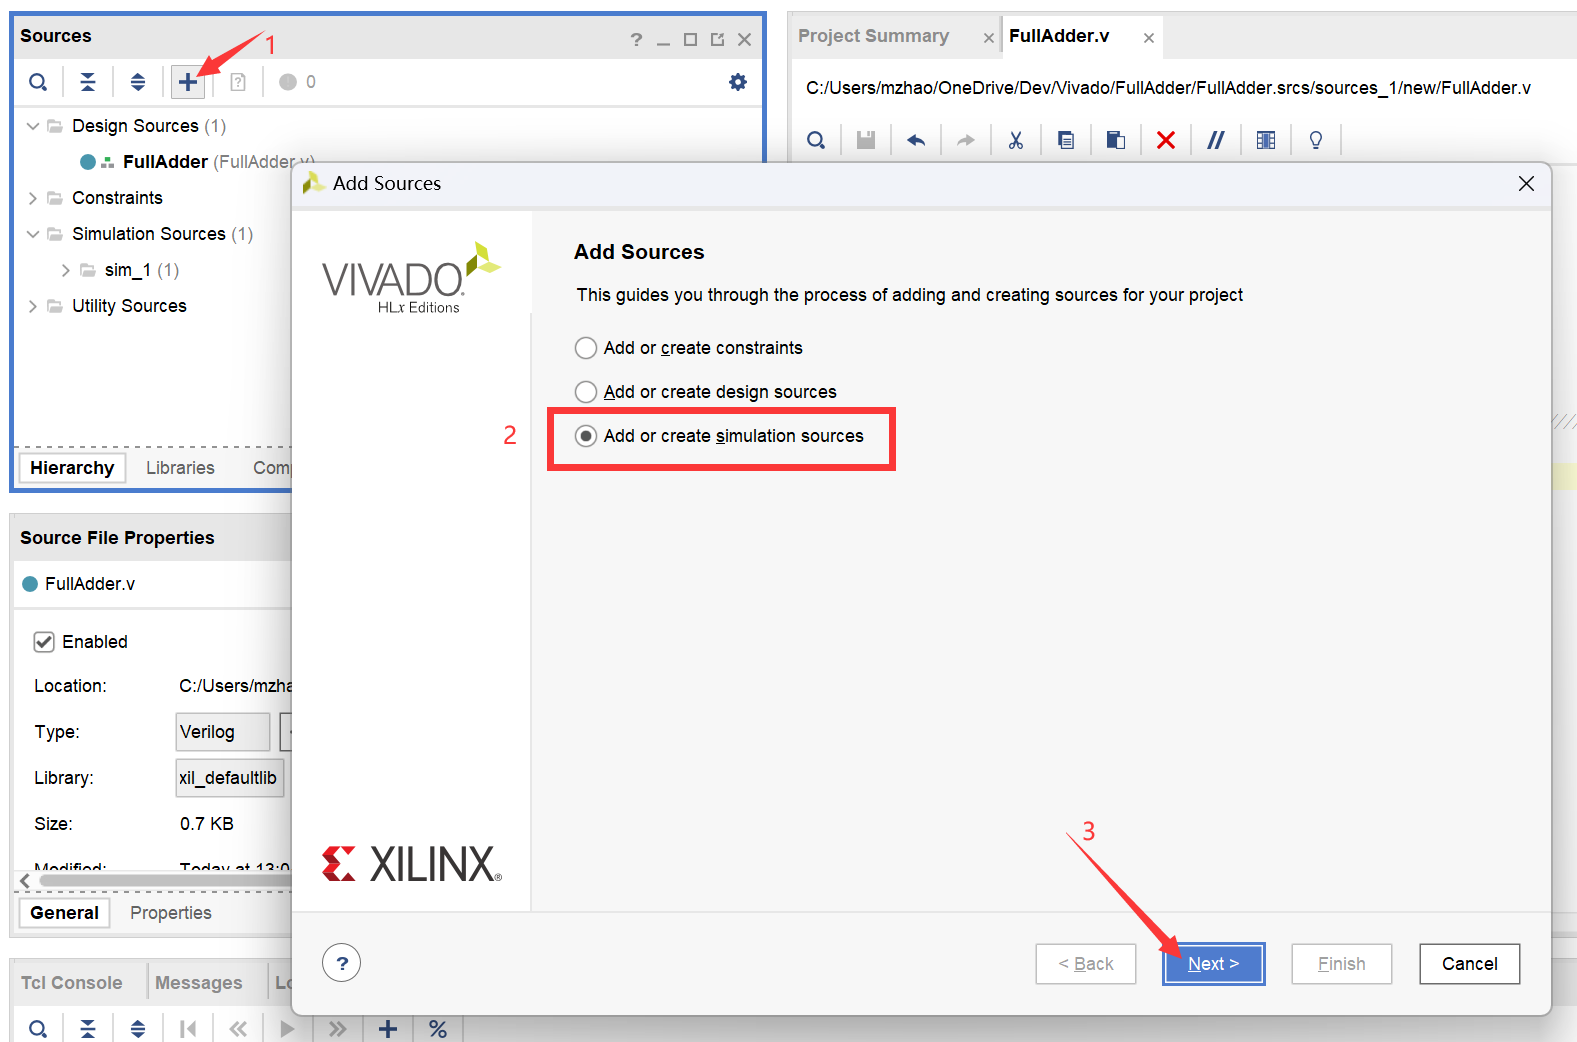 Sources
1
?
0
Design Sources (1)
FullAdder (FullAdder.v)
Constraints
Simulation Sources (1)
sim_1 (1)
Utility Sources
Hierarchy
Libraries
Source File Properties
FullAdder.v
Enabled
Location:
Type:
Verilog
Library:
xil_defaultlib
Size:
0.7 KB
Modified:
Today at 13:0
General
Properties
Tcl Console
Messages
%
Project Summary
FullAdder.v
C:/Users/mzhao/OneDrive/Dev/Vivado/FullAdder/FullAdder.srcs/sources_1/new/FullAdder.v
Add Sources
VIVADO.
HLx Editions
Add Sources
This guides you through the process of adding and creating sources for your project
Add or create constraints
Add or create design sources
2
Add or create simulation sources
XILINX®
3
?
< Back
Next >
Finish
Cancel